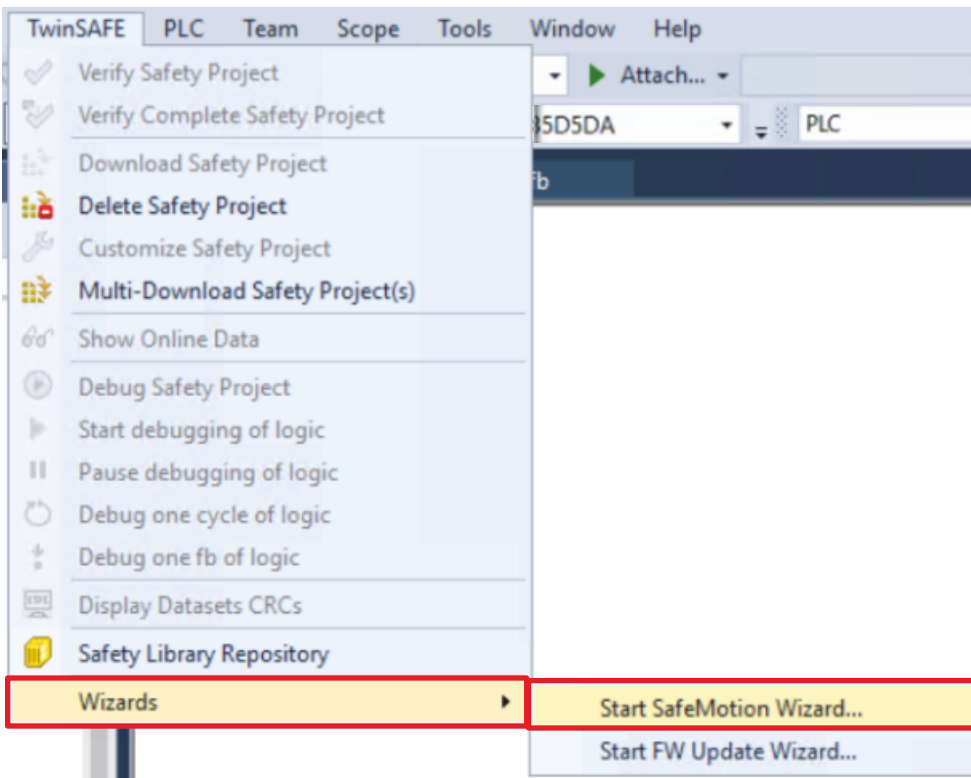 TwinSAFE PLC Team Scope Tools Window Help
Verify Safety Project
Attach...
Verify Complete Safety Project
35D5DA
PLC
Download Safety Project
fb
Delete Safety Project
Customize Safety Project
Multi-Download Safety Project(s)
Show Online Data
Debug Safety Project
Start debugging of logic
Pause debugging of logic
Debug one cycle of logic
Debug one fb of logic
Display Datasets CRCs
Safety Library Repository
Wizards
Start SafeMotion Wizard...
Start FW Update Wizard...